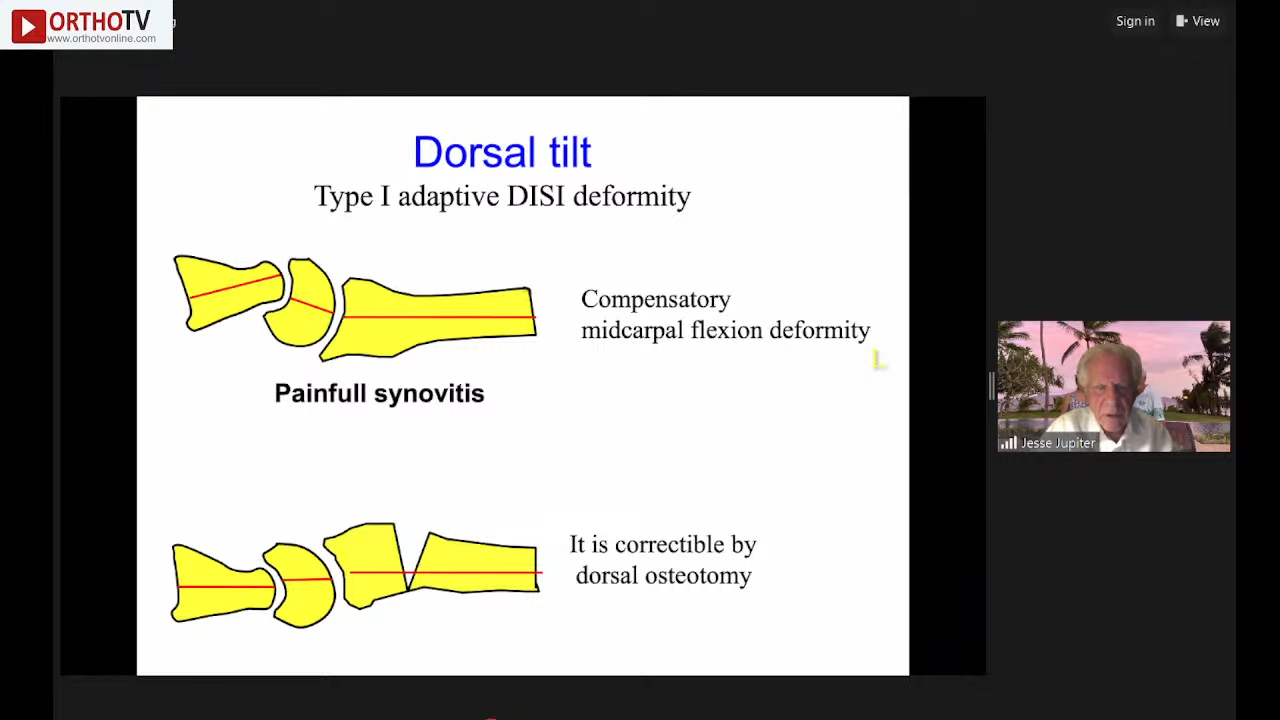 ORTHOTV
www.orthotvonline.com
Sign in
View
Dorsal tilt
Type I adaptive DISI deformity
Compensatory
midcarpal flexion deformity
Painfull synovitis
Jesse Jupiter
It is correctible by
dorsal osteotomy